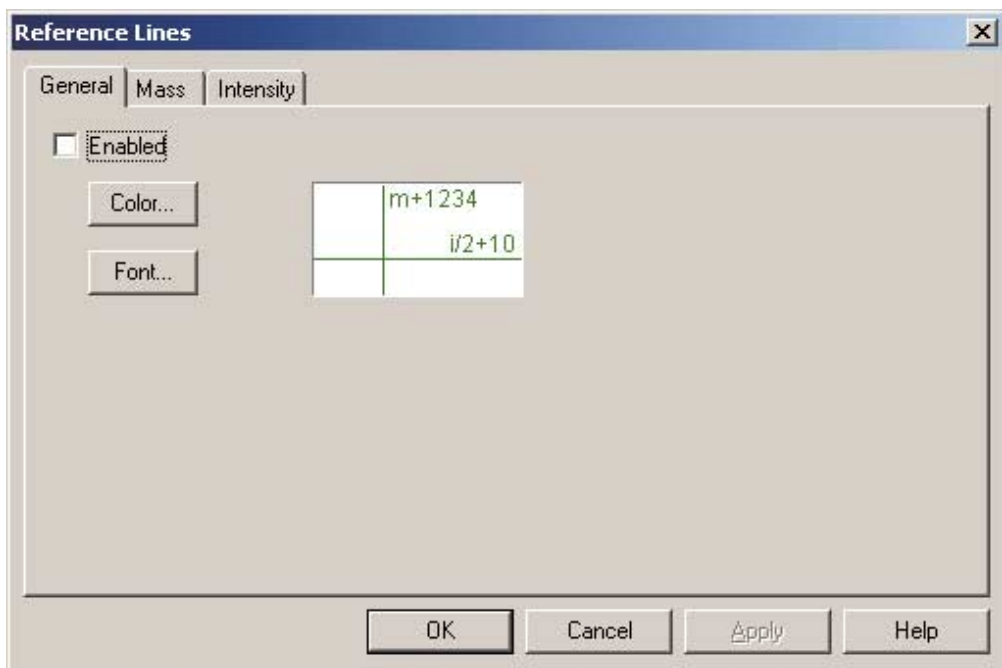 Reference Lines
General Mass Intensity
Enabled
Color...
m+1234
i/2+10
Font...
OK Cancel Apply Help